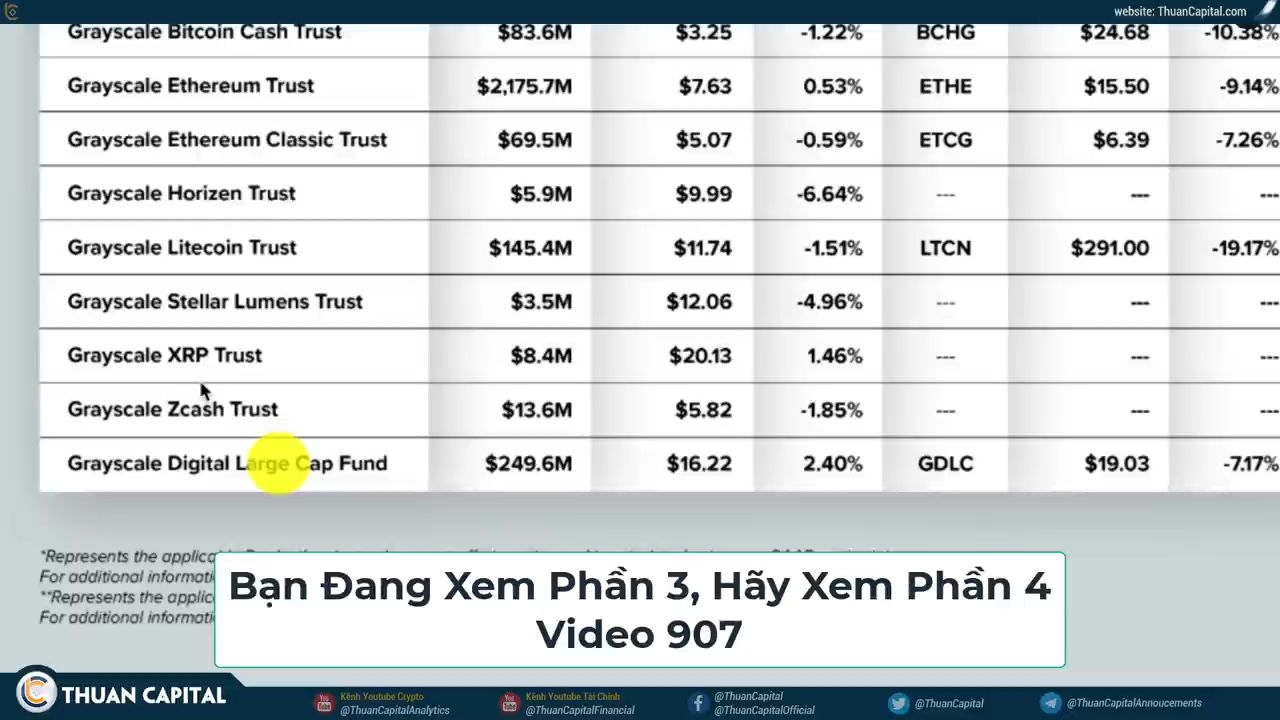 website: ThuanCapital.com
Grayscale Bitcoin Cash Trust $83.6M $3.25 -1.22% BCHG $24.68 -10.38%
Grayscale Ethereum Trust $2,175.7M $7.63 0.53% ETHE $15.50 -9.14%
Grayscale Ethereum Classic Trust $69.5M $5.07 -0.59% ETCG $6.39 -7.26%
Grayscale Horizen Trust $5.9M $9.99 -6.64% --- --- ---
Grayscale Litecoin Trust $145.4M $11.74 -1.51% LTCN $291.00 -19.17%
Grayscale Stellar Lumens Trust $3.5M $12.06 -4.96% --- --- ---
Grayscale XRP Trust $8.4M $20.13 1.46% --- --- ---
Grayscale Zcash Trust $13.6M $5.82 -1.85% --- --- ---
Grayscale Digital Large Cap Fund $249.6M $16.22 2.40% GDLC $19.03 -7.17%
*Represents the
For additional
**Represents the
For additional
Bạn Đang Xem Phần 3, Hãy Xem Phần 4
Video 907
THUAN CAPITAL
Kênh Youtube Crypto
@ThuanCapitalAnalytics
Kênh Youtube Tài Chính
@ThuanCapitalFinancial
@ThuanCapital
@ThuanCapitalOfficial
@ThuanCapital
@ThuanCapitalAnnoucements